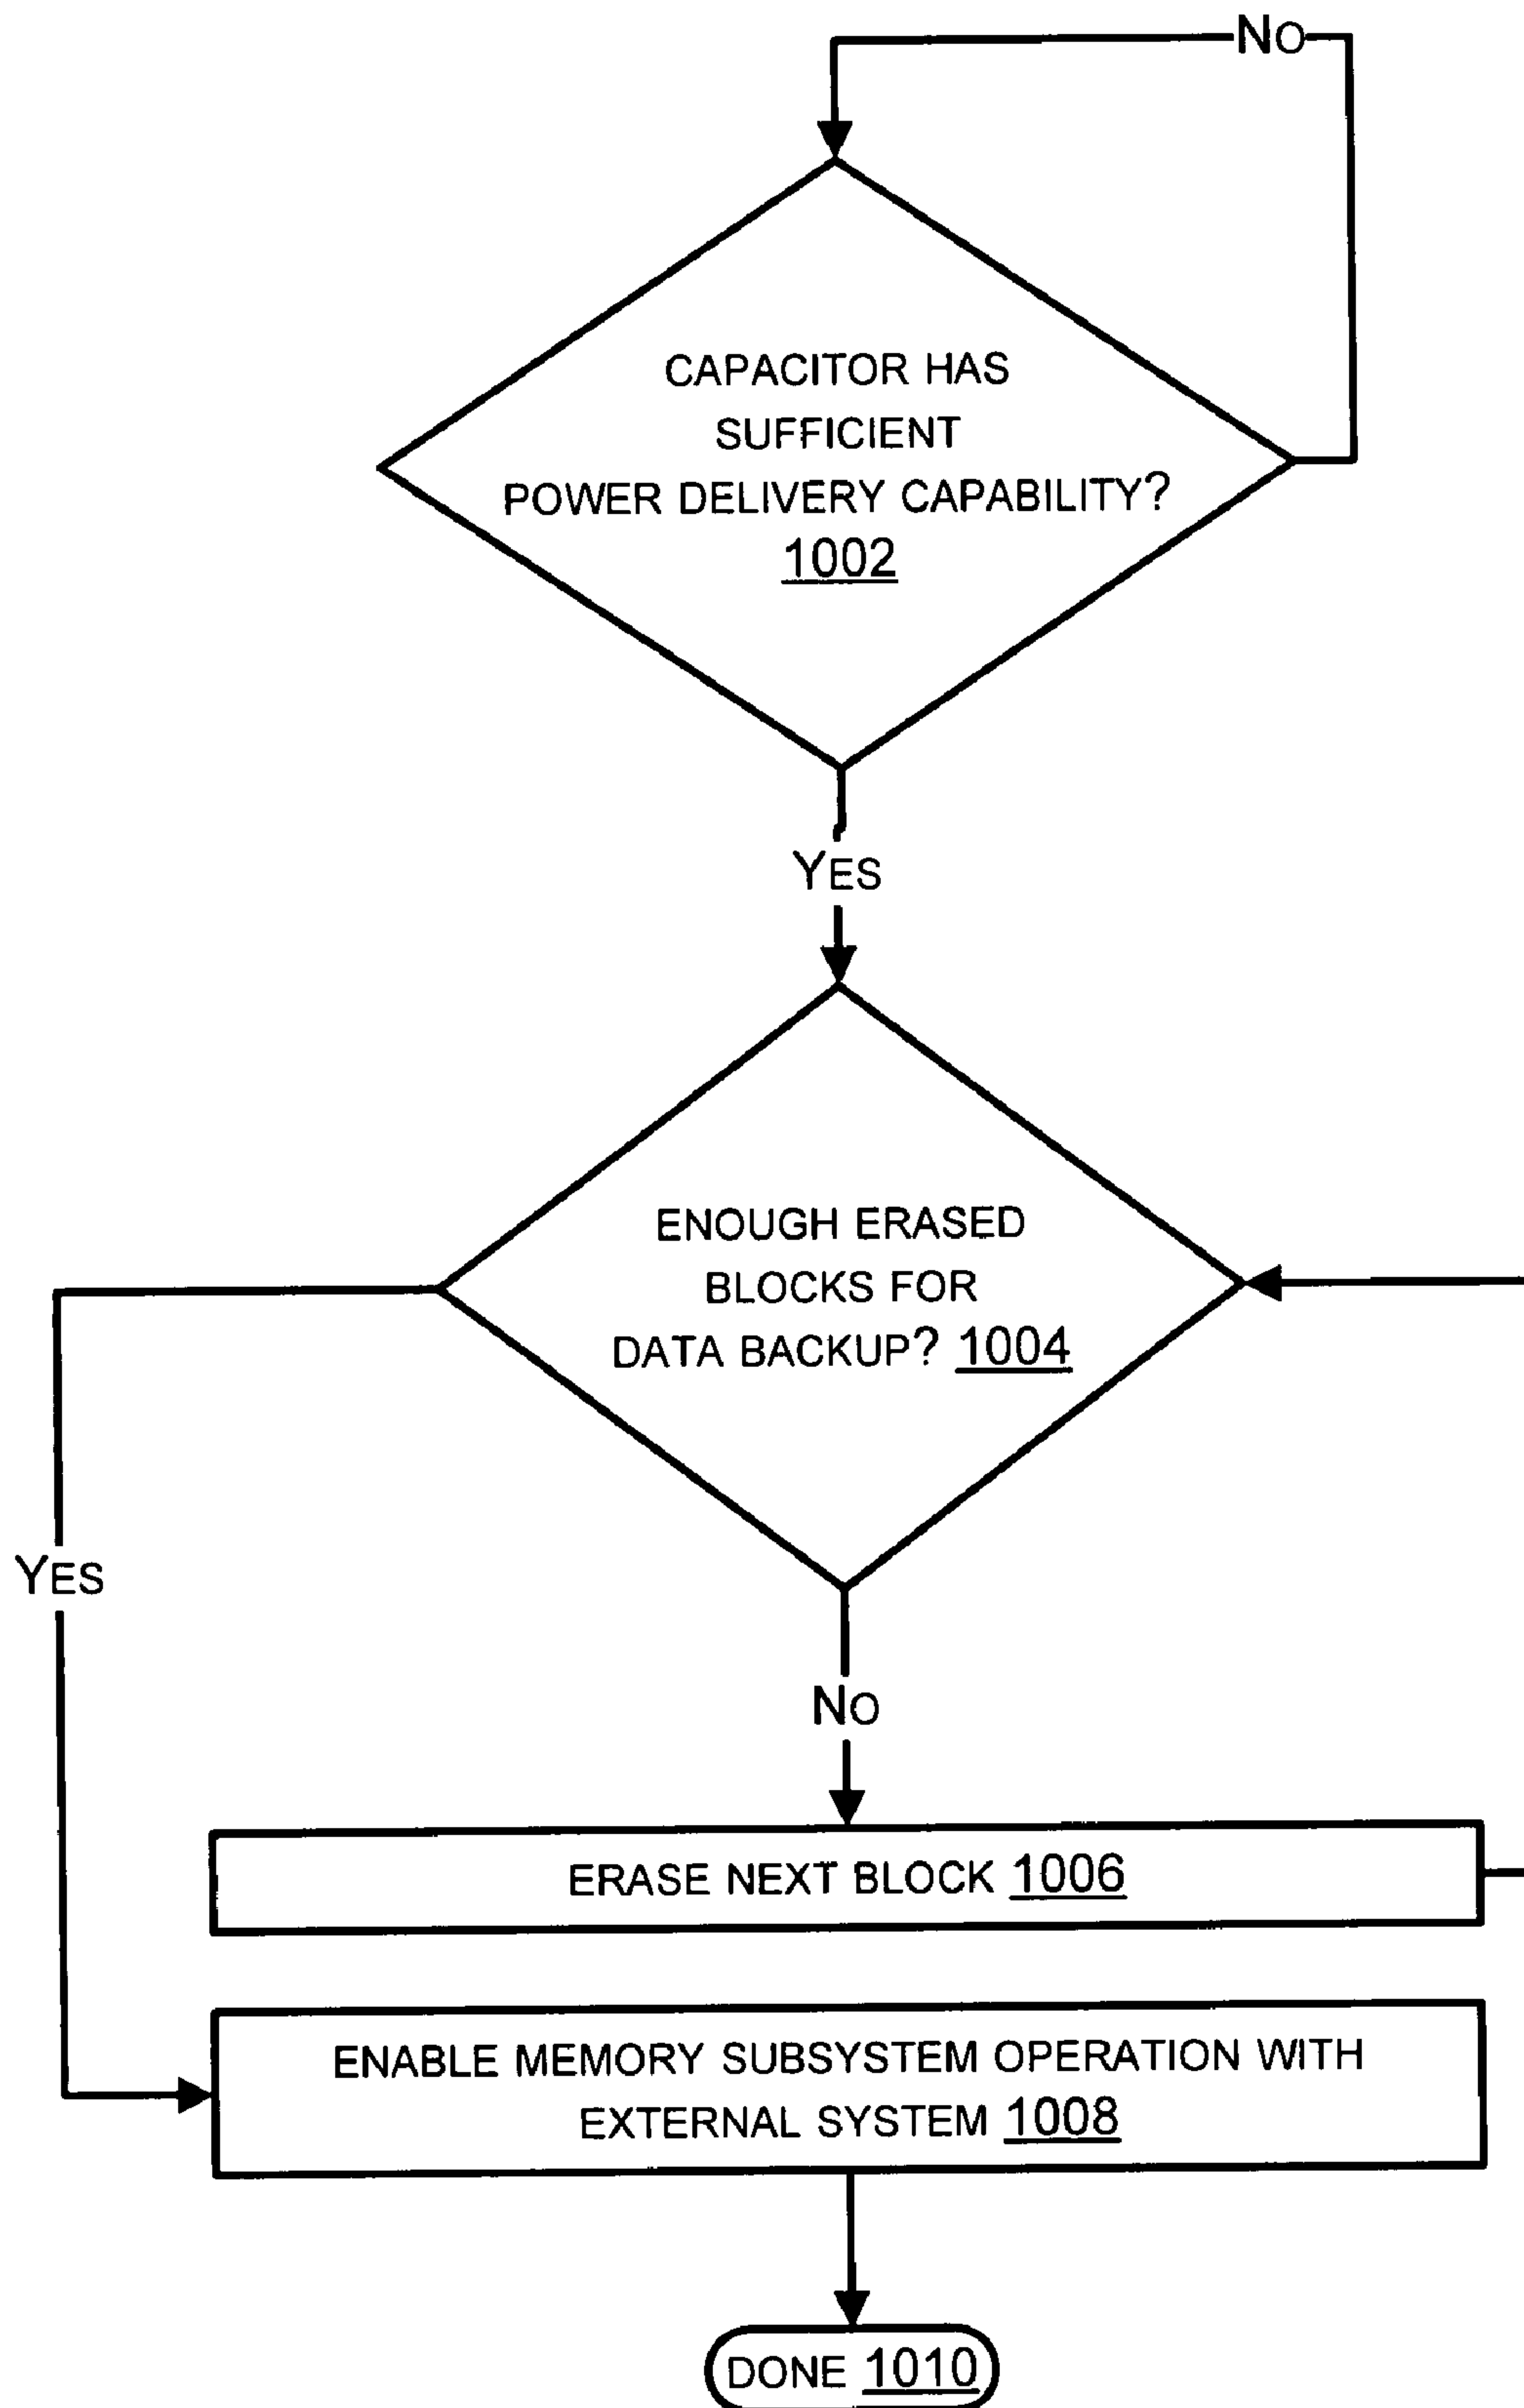 NO
CAPACITOR HAS
SUFFICIENT
POWER DELIVERY CAPABILITY?
1002
YES
ENOUGH ERASED
BLOCKS FOR
DATA BACKUP? 1004
YES
NO
ERASE NEXT BLOCK 1006
ENABLE MEMORY SUBSYSTEM OPERATION WITH
EXTERNAL SYSTEM 1008
DONE 1010